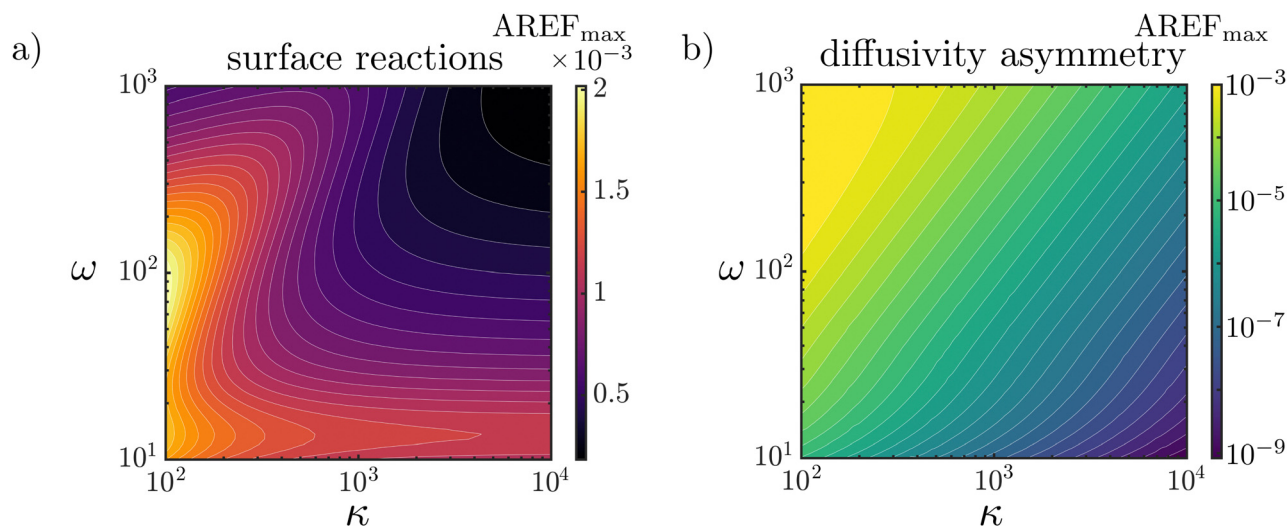 a)
surface reactions
AREF_max
× 10^−3
ω
10^3
10^2
10^1
10^2
10^3
10^4
κ
2
1.5
1
0.5
b)
diffusivity asymmetry
AREF_max
ω
10^3
10^2
10^1
10^2
10^3
10^4
κ
10^−3
10^−5
10^−7
10^−9